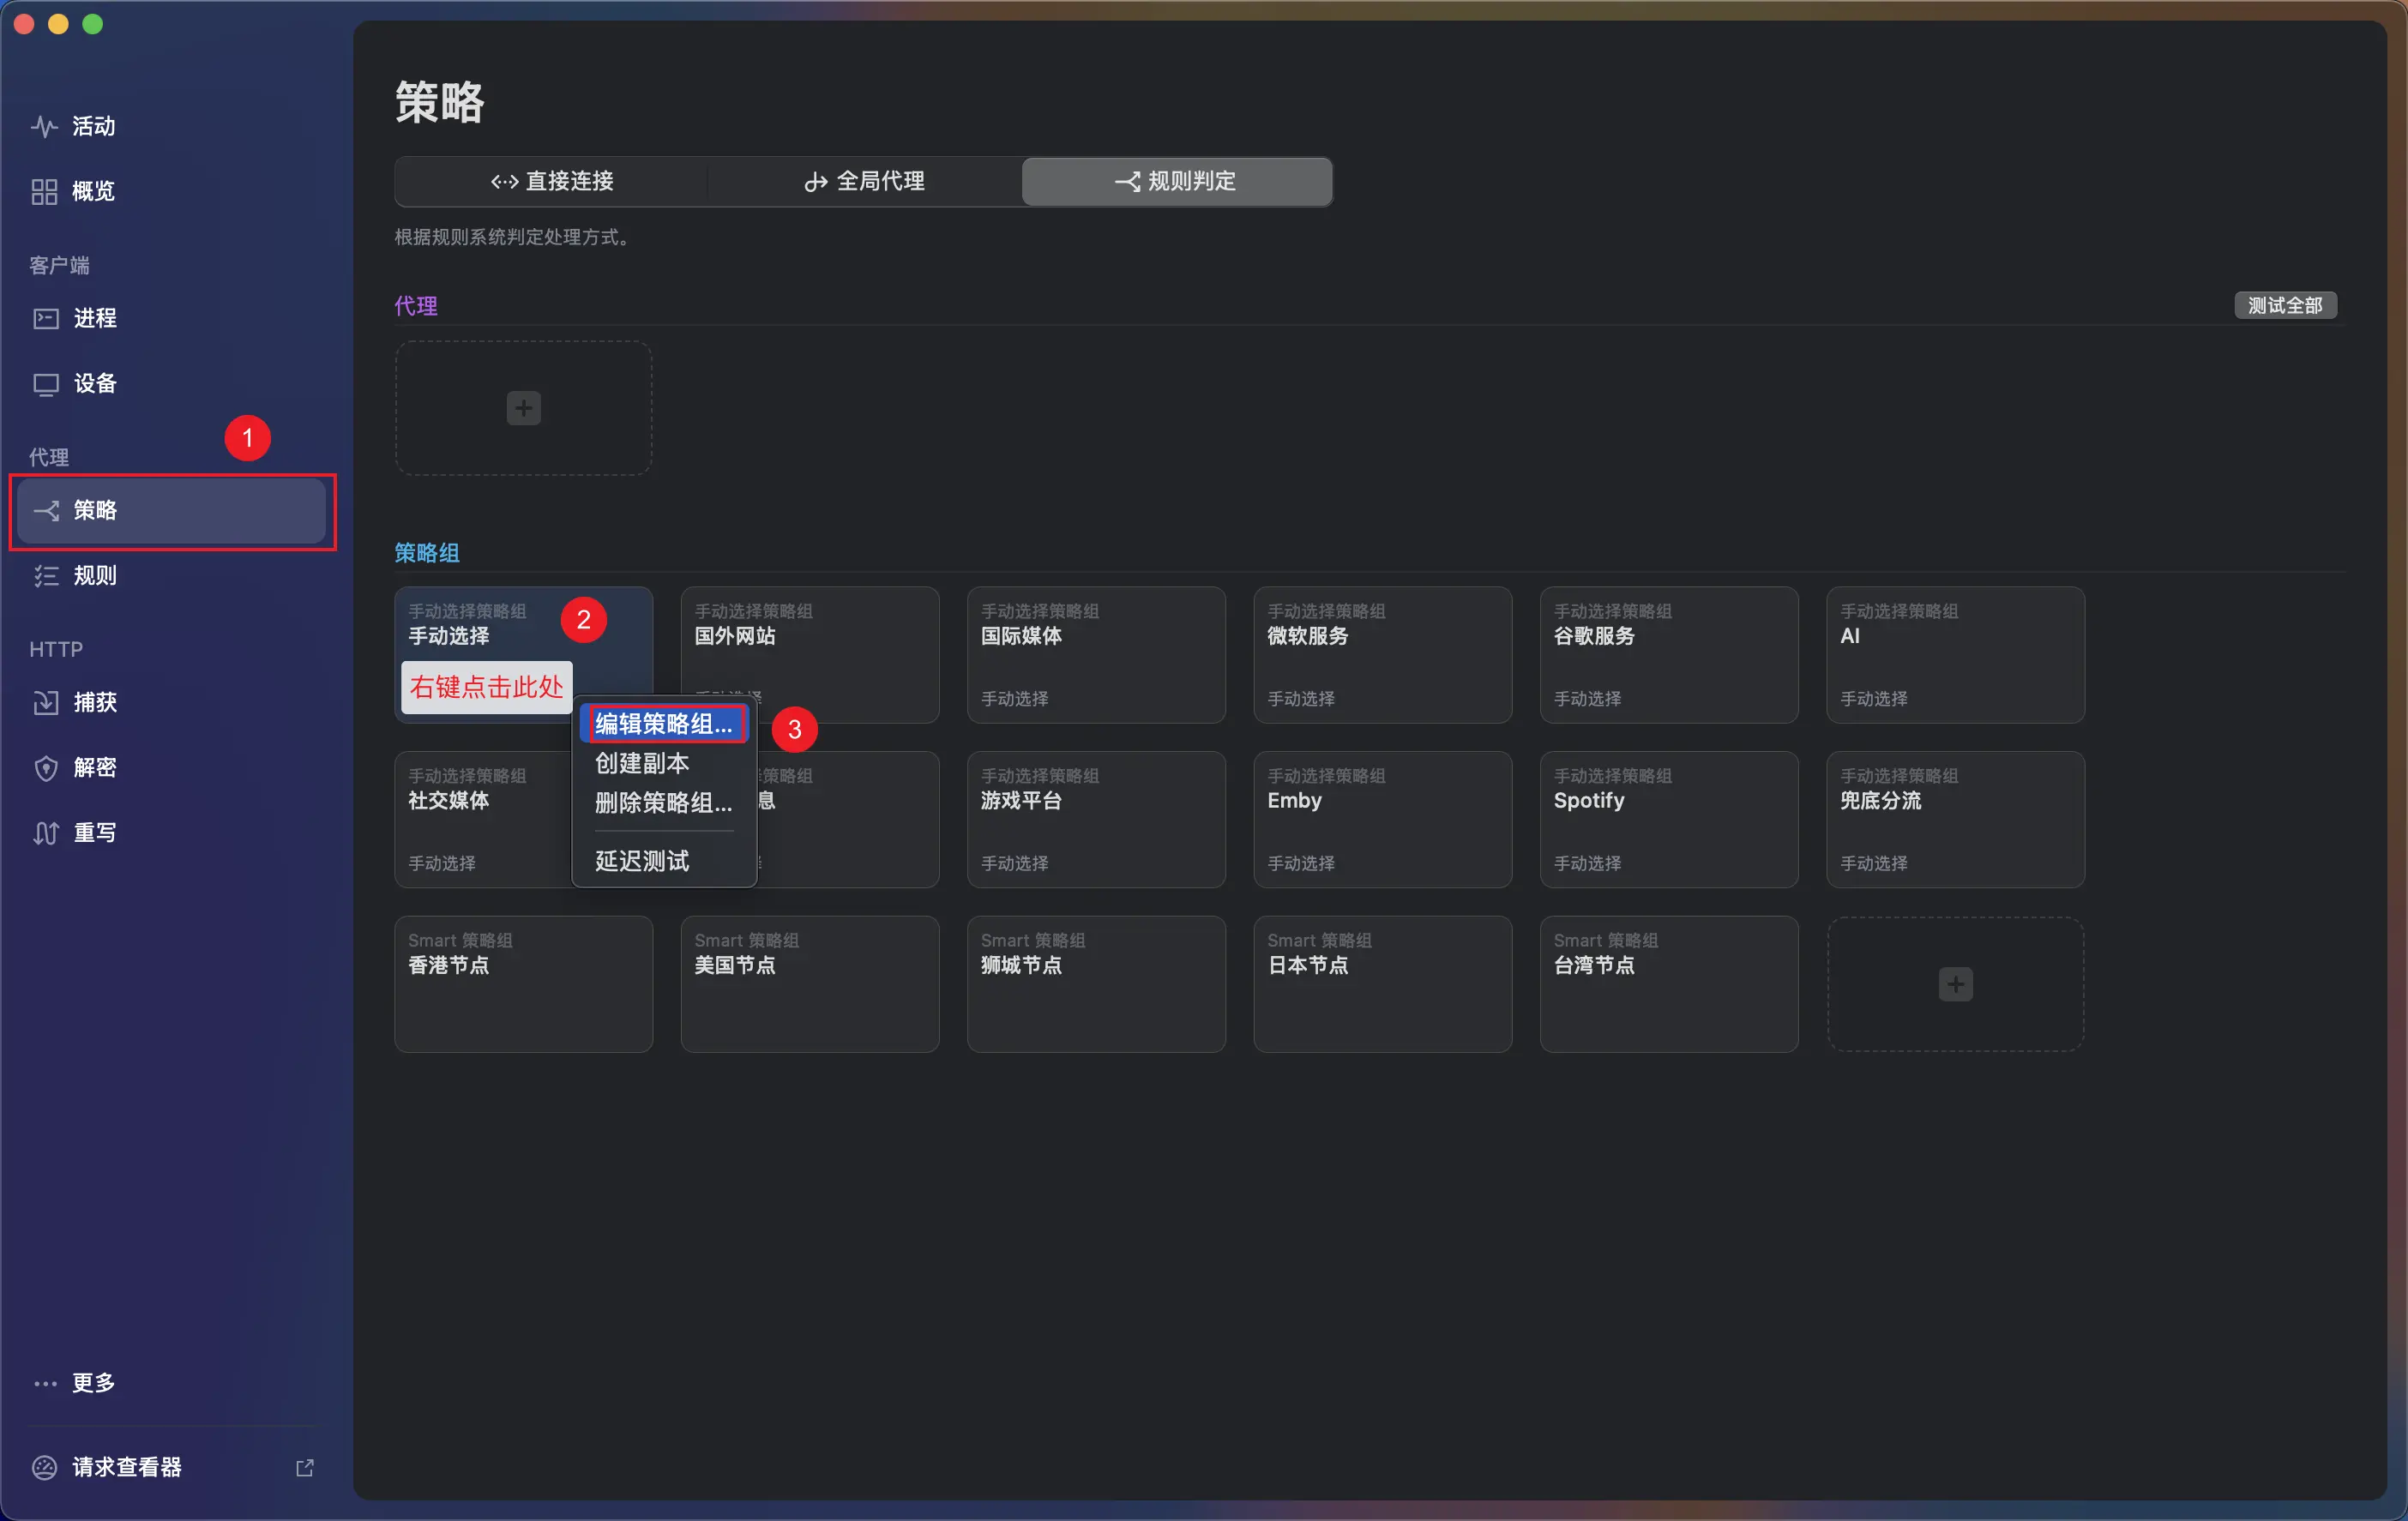 活动
概览
客户端
进程
设备
1
代理
策略
规则
HTTP
捕获
解密
重写
更多
请求查看器
策略
直接连接
全局代理
规则判定
根据规则系统判定处理方式。
代理
测试全部
策略组
手动选择策略组
手动选择
2
右键点击此处
手动选择策略组
国外网站
手动选择策略组
国际媒体
手动选择
手动选择策略组
微软服务
手动选择
手动选择策略组
谷歌服务
手动选择
手动选择策略组
AI
手动选择
编辑策略组...
3
创建副本
删除策略组...
延迟测试
手动选择策略组
社交媒体
手动选择
策略组
息
手动选择策略组
游戏平台
手动选择
手动选择策略组
Emby
手动选择
手动选择策略组
Spotify
手动选择
手动选择策略组
兜底分流
手动选择
Smart 策略组
香港节点
Smart 策略组
美国节点
Smart 策略组
狮城节点
Smart 策略组
日本节点
Smart 策略组
台湾节点